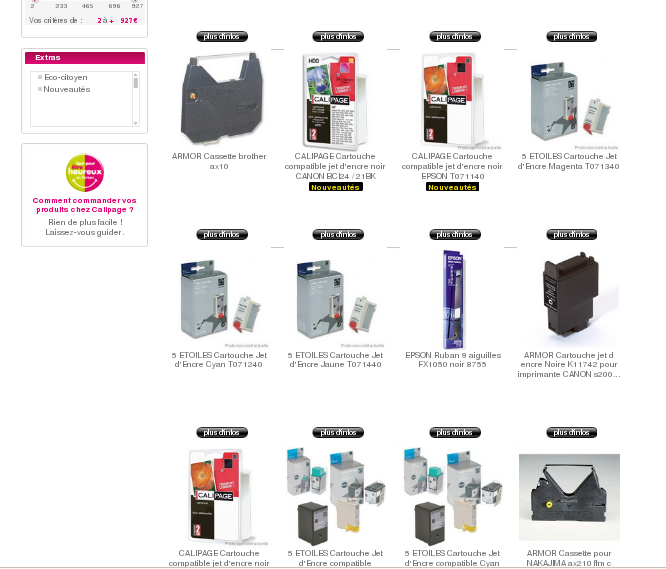 2 233 465 696 927
Vos critères de : 2 à + 927€
Extras
Eco-citoyen
Nouveautés
heureux
Comment commander vos
produits chez Calipage ?
Rien de plus facile !
Laissez-vous guider.
plus d'infos
plus d'infos
plus d'infos
plus d'infos
CALIPAGE
CALIPAGE
ARMOR Cassette brother
ax10
CALIPAGE Cartouche
compatible jet d'encre noir
CANON BCI24 / 21BK
Nouveautés
CALIPAGE Cartouche
compatible jet d'encre noir
EPSON T071140
Nouveautés
5 ETOILES Cartouche Jet
d'Encre Magenta T071340
plus d'infos
plus d'infos
plus d'infos
plus d'infos
EPSON
5 ETOILES Cartouche Jet
d'Encre Cyan T071240
5 ETOILES Cartouche Jet
d'Encre Jaune T071440
EPSON Ruban 9 aiguilles
FX1050 noir 8755
ARMOR Cartouche jet d
encre Noire K11742 pour
imprimante CANON s200...
plus d'infos
plus d'infos
plus d'infos
plus d'infos
CALIPAGE
CALIPAGE Cartouche
compatible jet d'encre noir
5 ETOILES Cartouche Jet
d'Encre compatible
5 ETOILES Cartouche Jet
d'Encre compatible Cyan
ARMOR Cassette pour
NAKAJIMA ax210 flm c